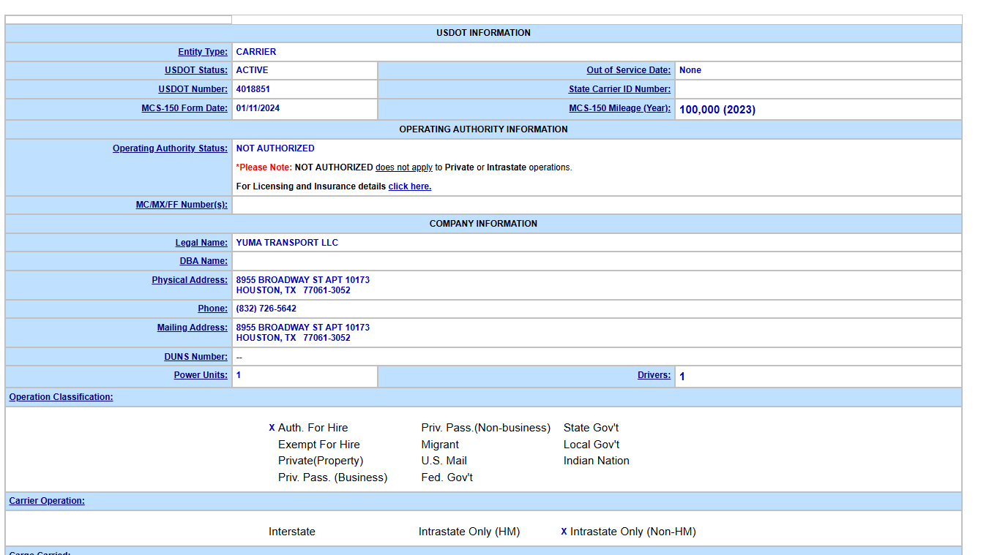 USDOT INFORMATION
Entity Type: CARRIER
USDOT Status: ACTIVE Out of Service Date: None
USDOT Number: 4018851 State Carrier ID Number:
MCS-150 Form Date: 01/11/2024 MCS-150 Mileage (Year): 100,000 (2023)
OPERATING AUTHORITY INFORMATION
Operating Authority Status: NOT AUTHORIZED
*Please Note: NOT AUTHORIZED does not apply to Private or Intrastate operations.
For Licensing and Insurance details click here.
MC/MX/FF Number(s):
COMPANY INFORMATION
Legal Name: YUMA TRANSPORT LLC
DBA Name:
Physical Address: 8955 BROADWAY ST APT 10173
HOUSTON, TX 77061-3052
Phone: (832) 726-5642
Mailing Address: 8955 BROADWAY ST APT 10173
HOUSTON, TX 77061-3052
DUNS Number: --
Power Units: 1 Drivers: 1
Operation Classification:
X Auth. For Hire Priv. Pass.(Non-business) State Gov't
Exempt For Hire Migrant Local Gov't
Private(Property) U.S. Mail Indian Nation
Priv. Pass. (Business) Fed. Gov't
Carrier Operation:
Interstate Intrastate Only (HM) X Intrastate Only (Non-HM)
Cargo Carried: